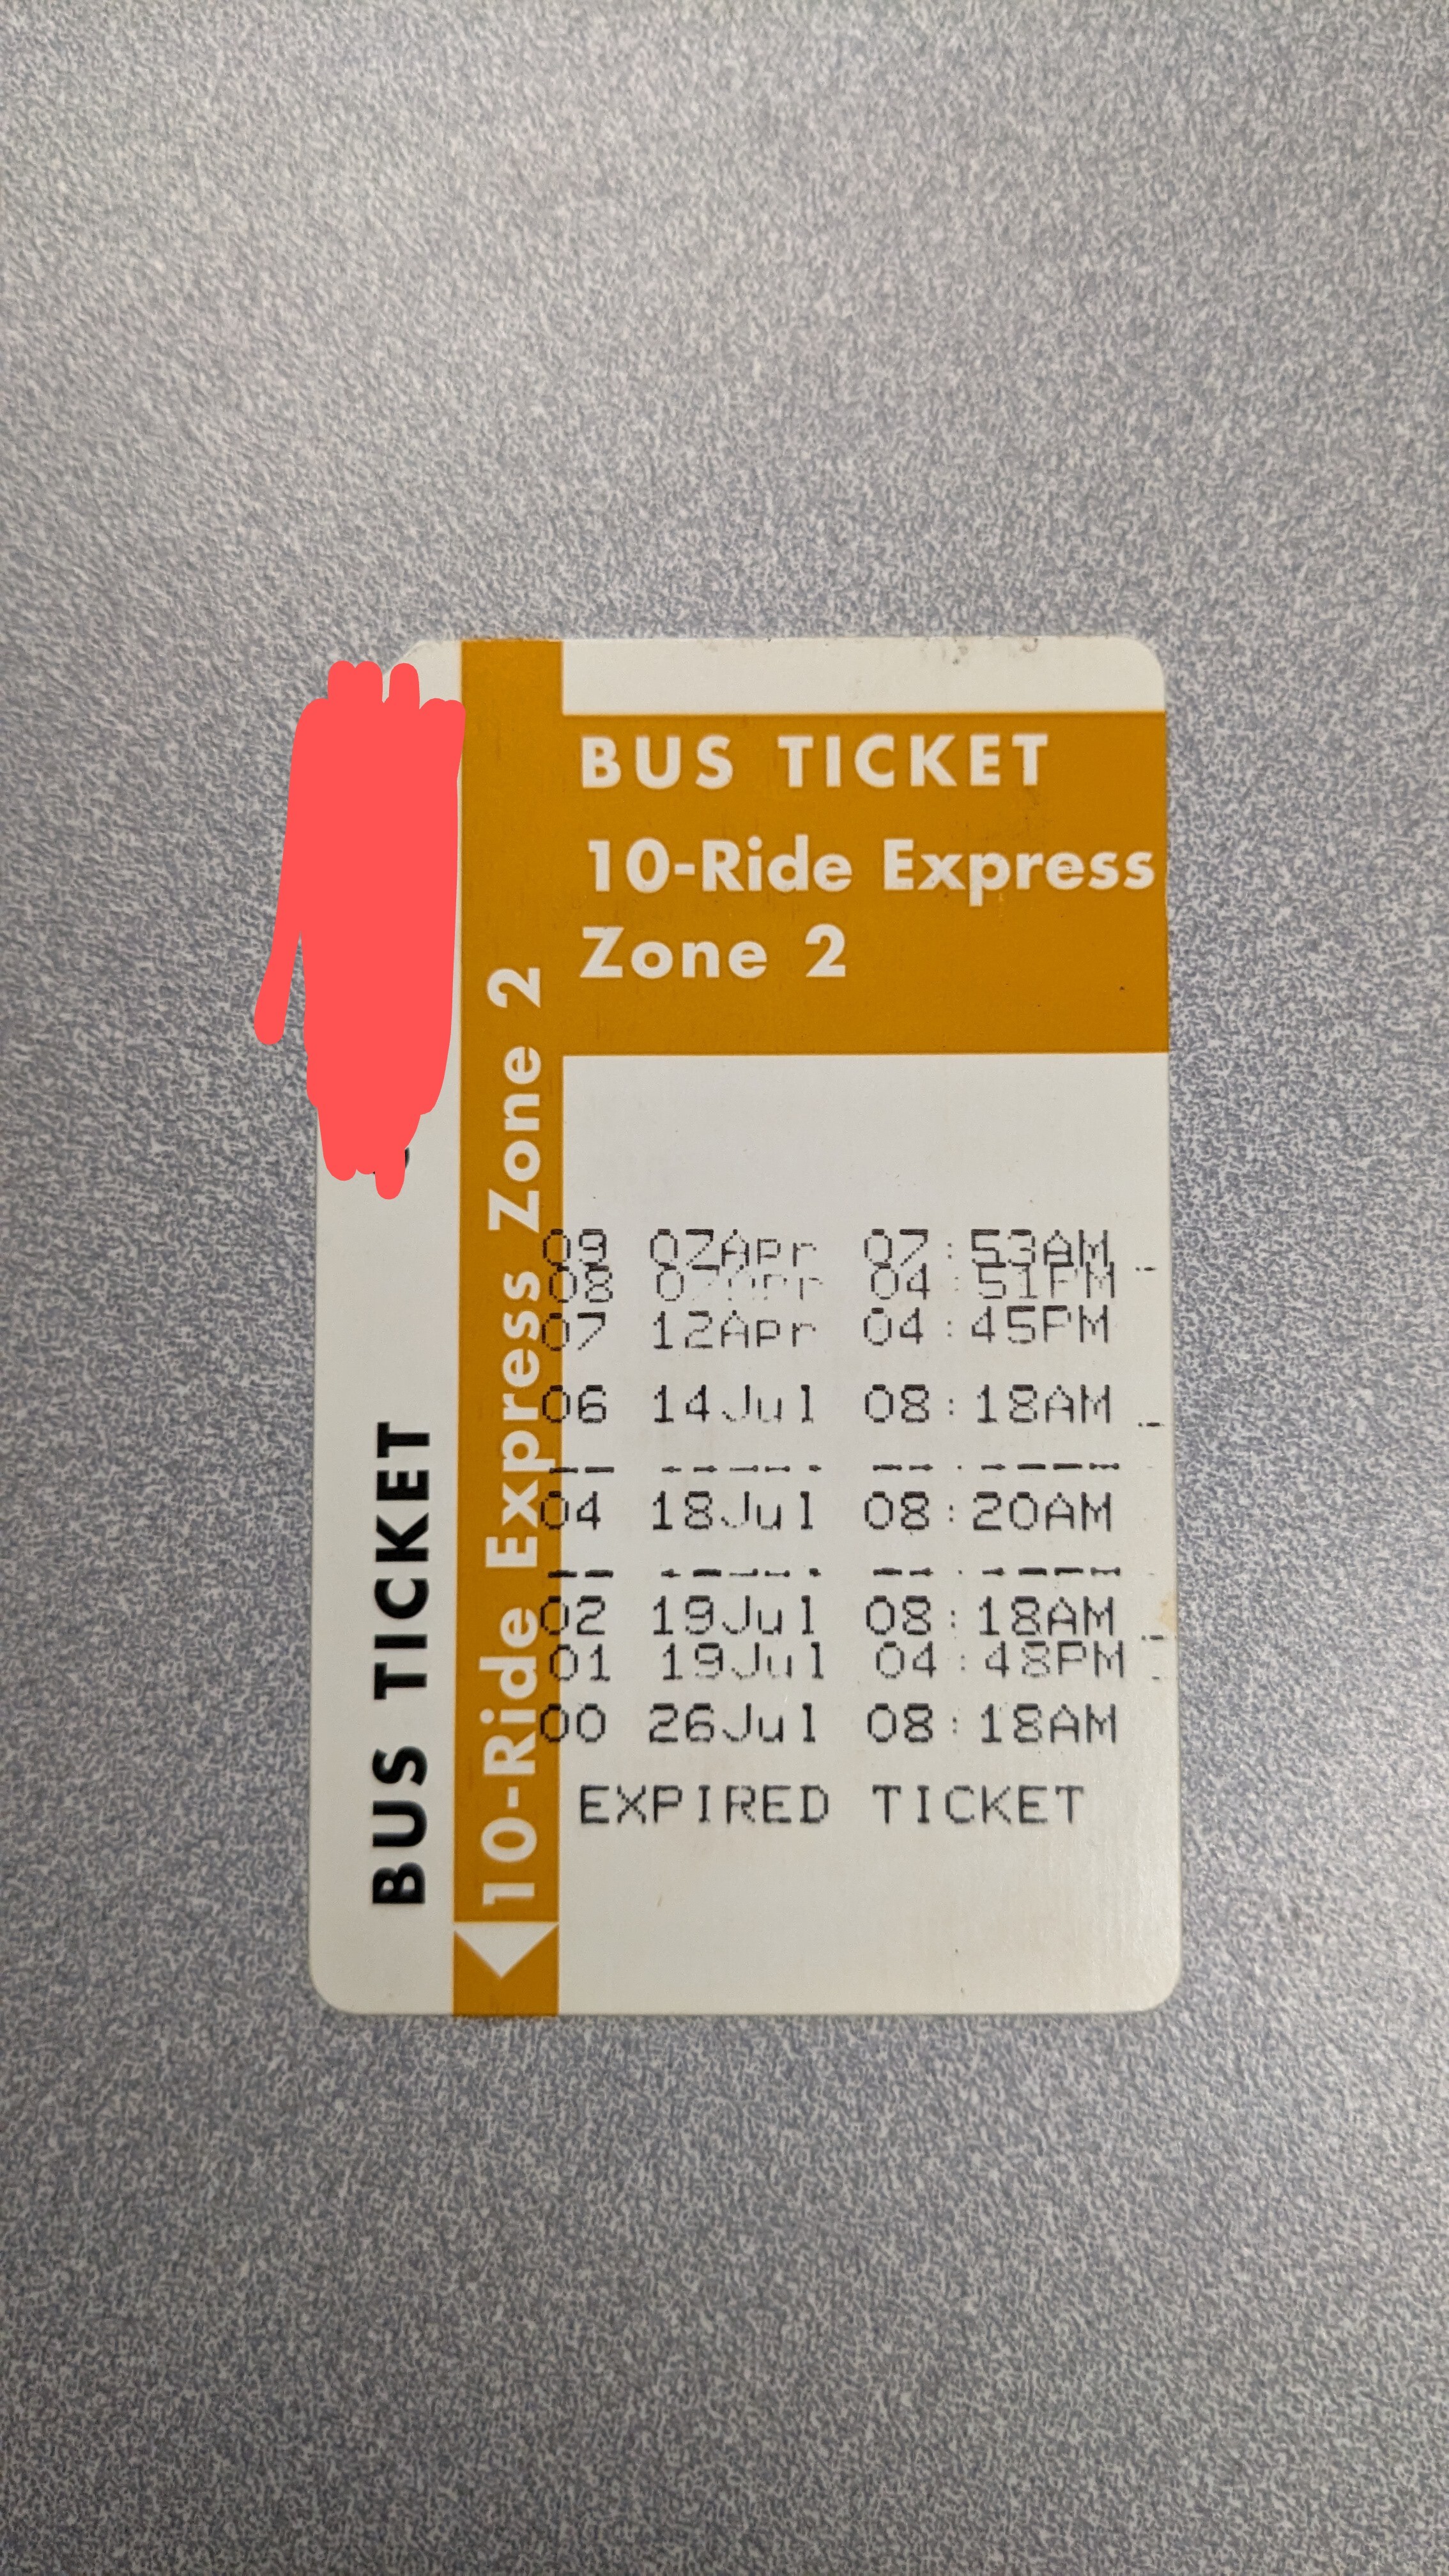 BUS TICKET
10-Ride Express Zone 2
BUS TICKET
10-Ride Express
Zone 2
09 07Apr 07:53AM
08 04:51PM
07 12Apr 04:45PM
06 14Jul 08:18AM
-- ----- -- . ----
04 18Jul 08:20AM
-- ----- -- . ----
02 19Jul 08:18AM
01 19Jul 04:48PM
00 26Jul 08:18AM
EXPIRED TICKET